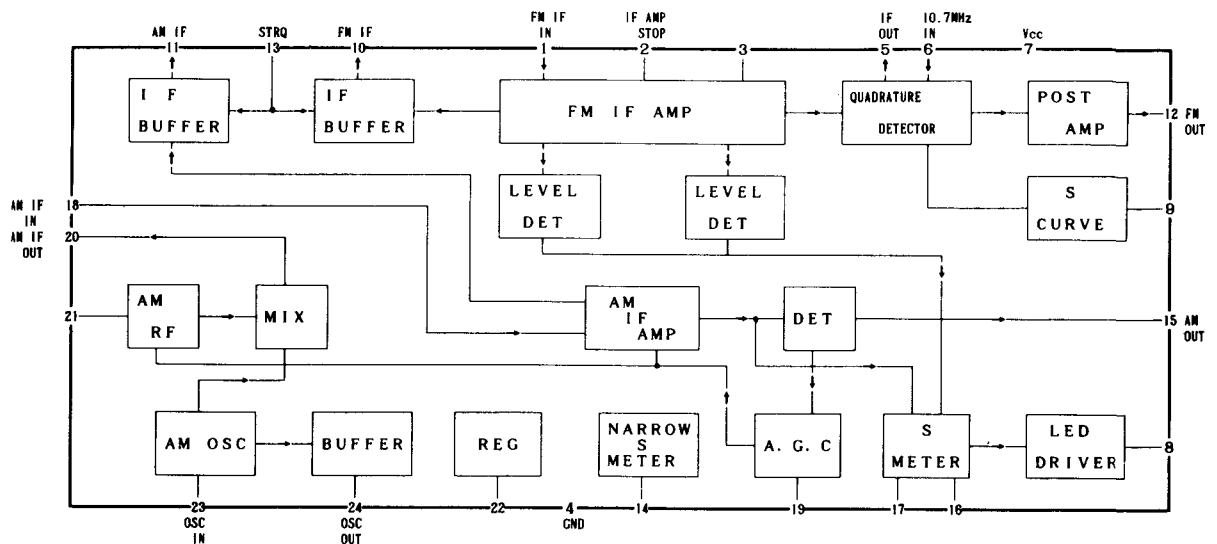 AM IF
11
STRQ
13
FM IF
10
FM IF
IN
1
IF AMP
STOP
2
3
IF
OUT
5
10.7MHz
IN
6
Vcc
7
IF
BUFFER
IF
BUFFER
FM IF AMP
QUADRATURE
DETECTOR
POST
AMP
12 FM
OUT
LEVEL
DET
LEVEL
DET
S
CURVE
9
AM IF
IN
18
AM IF
OUT
20
AM
RF
21
MIX
AM
IF
AMP
DET
15 AM
OUT
AM OSC
BUFFER
REG
NARROW
S
METER
A.G.C
S
METER
LED
DRIVER
8
23
OSC
IN
24
OSC
OUT
22
4
GND
14
19
17
16